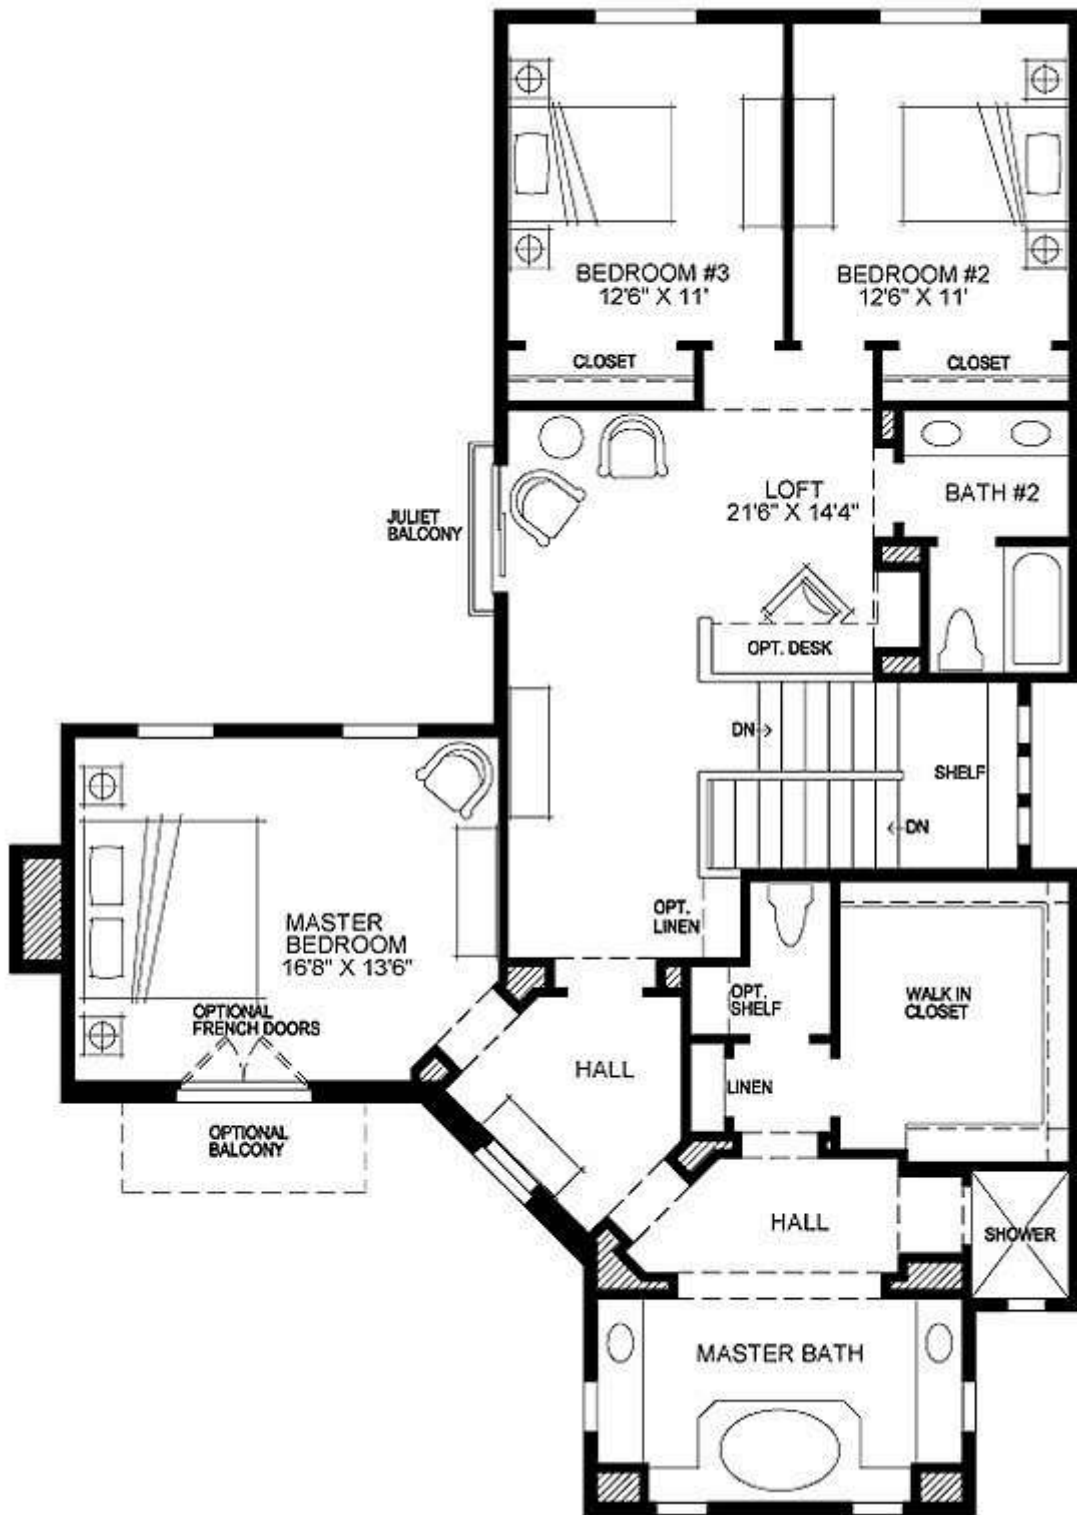 BEDROOM #3
12'6" X 11'
BEDROOM #2
12'6" X 11'
CLOSET
CLOSET
JULIET
BALCONY
LOFT
21'6" X 14'4"
BATH #2
OPT. DESK
DN
SHELF
DN
OPT.
LINEN
MASTER
BEDROOM
16'8" X 13'6"
OPTIONAL
FRENCH DOORS
OPT.
SHELF
WALK IN
CLOSET
HALL
LINEN
OPTIONAL
BALCONY
HALL
SHOWER
MASTER BATH